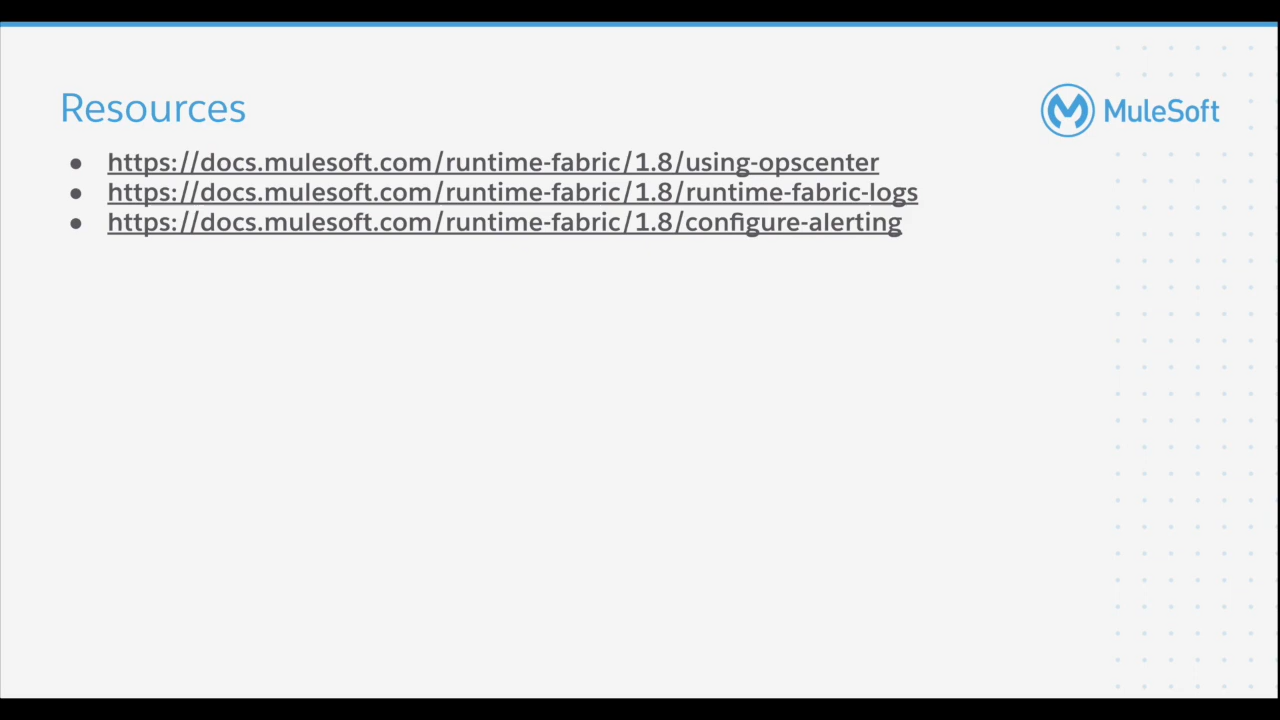 Resources
MuleSoft
● https://docs.mulesoft.com/runtime-fabric/1.8/using-opscenter
● https://docs.mulesoft.com/runtime-fabric/1.8/runtime-fabric-logs
● https://docs.mulesoft.com/runtime-fabric/1.8/configure-alerting